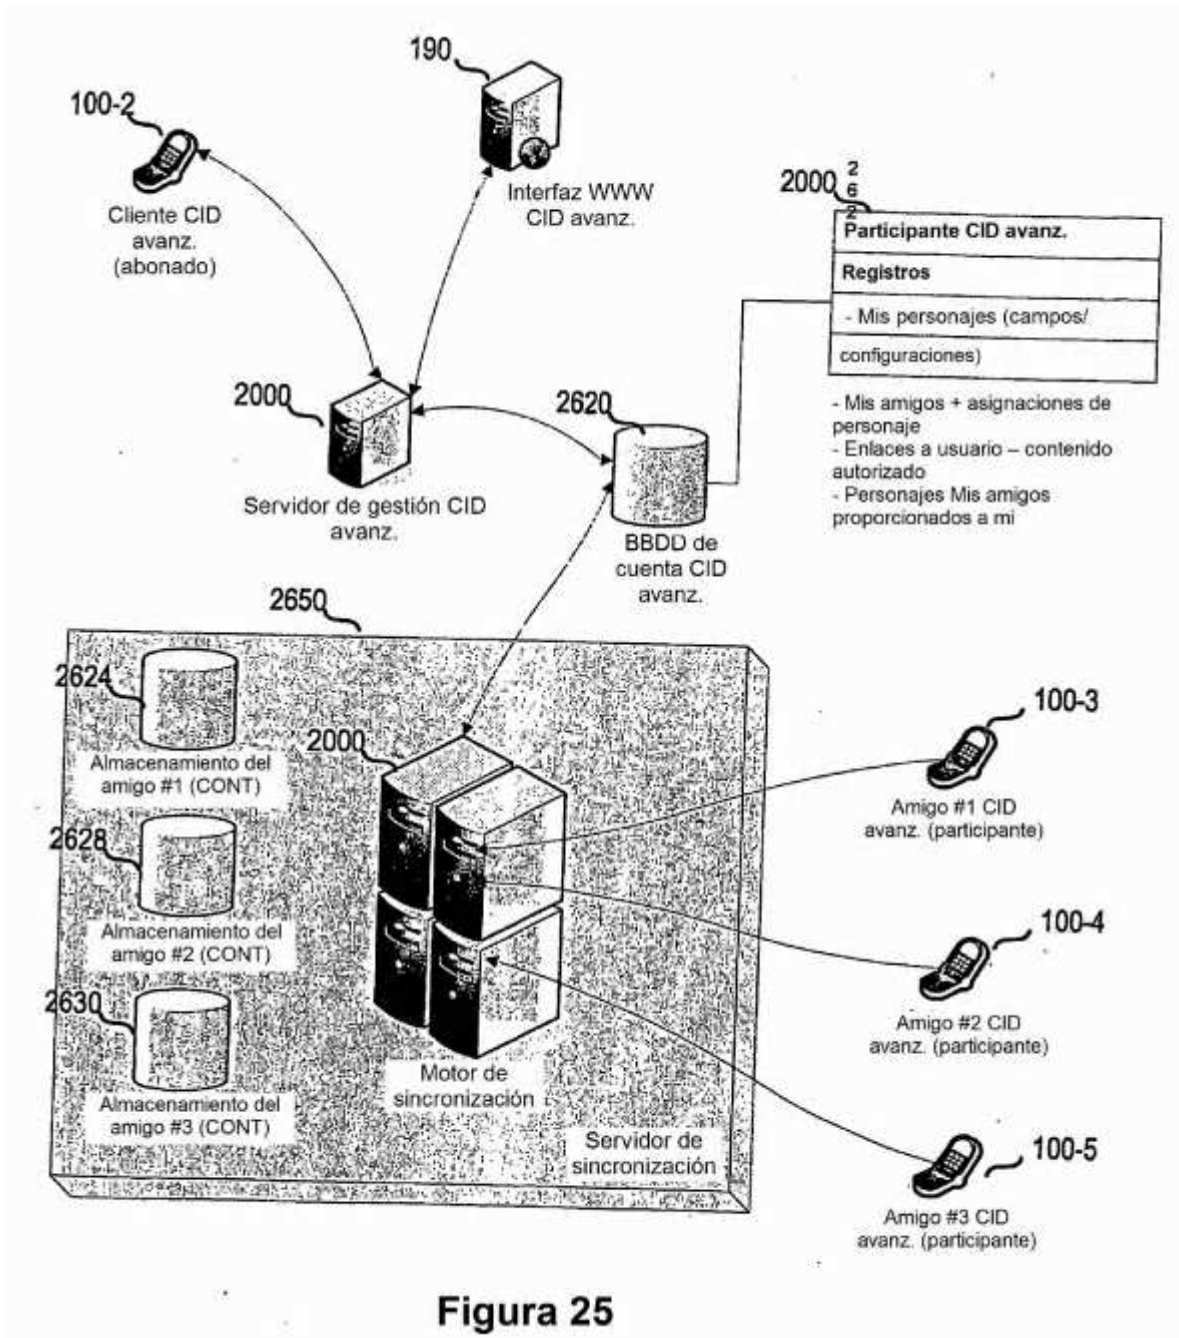 190
100-2
Interfaz WWW
CID avanz.
Cliente CID
avanz.
(abonado)
2000
2
6
2
Participante CID avanz.
Registros
- Mis personajes (campos/
configuraciones)
- Mis amigos + asignaciones de
personaje
- Enlaces a usuario – contenido
autorizado
- Personajes Mis amigos
proporcionados a mi
2000
2620
Servidor de gestión CID
avanz.
BBDD de
cuenta CID
avanz.
2650
2624
Almacenamiento del
amigo #1 (CONT)
2000
100-3
Amigo #1 CID
avanz. (participante)
2628
Almacenamiento del
amigo #2 (CONT)
100-4
Amigo #2 CID
avanz. (participante)
2630
Almacenamiento del
amigo #3 (CONT)
Motor de
sincronización
Servidor de
sincronización
100-5
Amigo #3 CID
avanz. (participante)
Figura 25